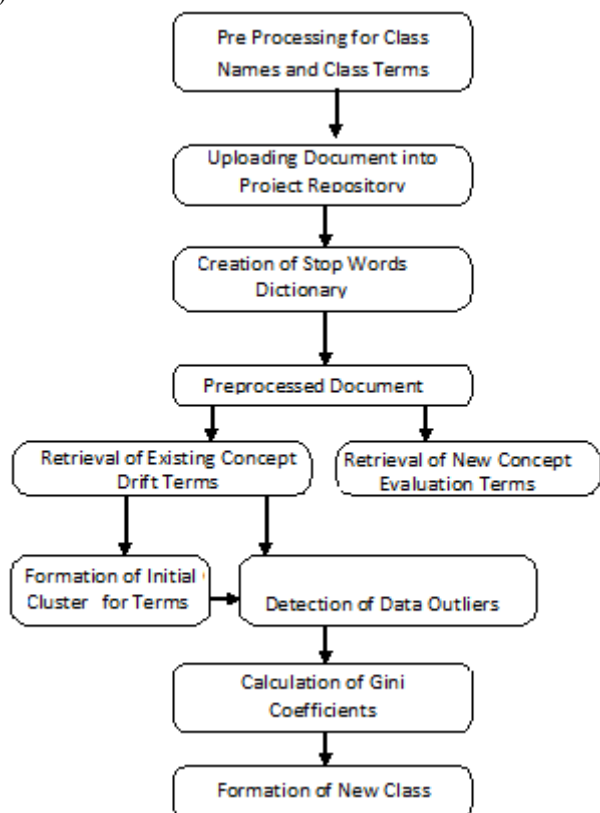 )
Pre Processing for Class
Names and Class Terms
Uploading Document into
Project Repository
Creation of Stop Words
Dictionary
Preprocessed Document
Retrieval of Existing Concept
Drift Terms
Retrieval of New Concept
Evaluation Terms
Formation of Initial
Cluster for Terms
Detection of Data Outliers
Calculation of Gini
Coefficients
Formation of New Class